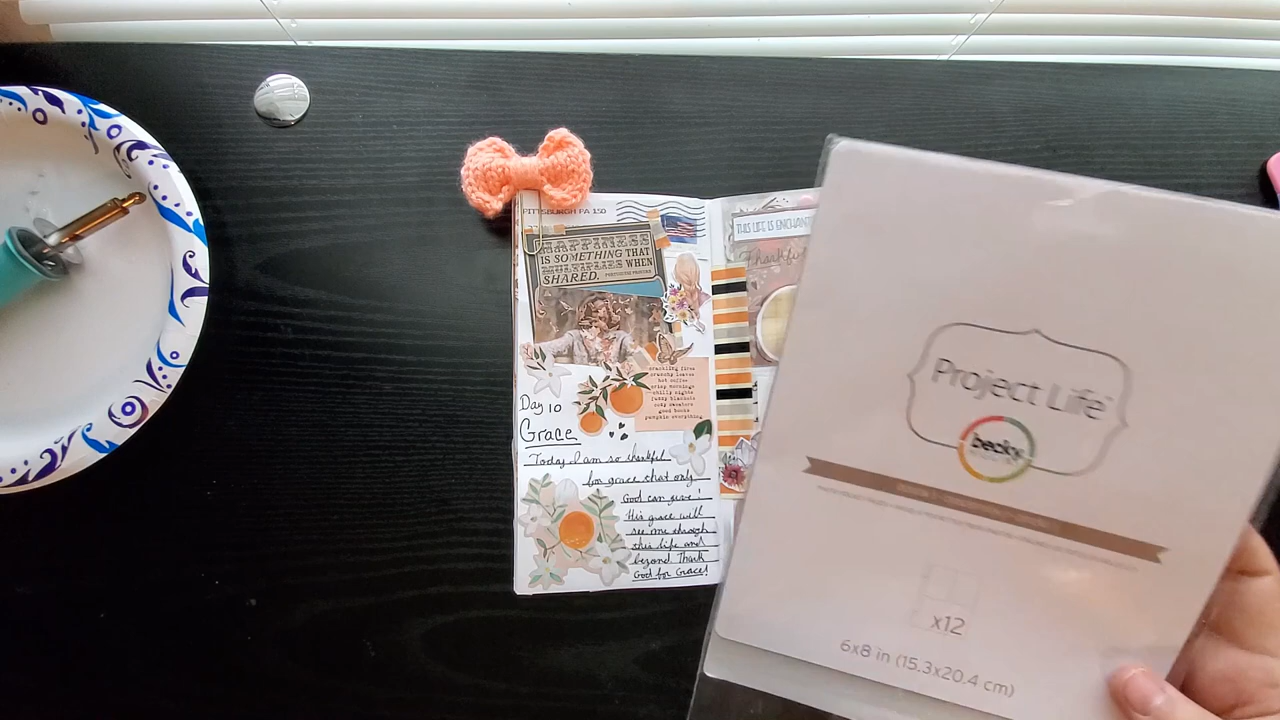 PITTSBURGH PA 150
HAPPINESS
IS SOMETHING THAT
MULTIPLIES WHEN
SHARED. PORTUGUESE PROVERB
crackling fires
crunchy leaves
hot coffee
crisp mornings
chilly nights
fuzzy blankets
cozy sweaters
good books
pumpkin everything
Day 10
Grace
Today I am so thankful
for grace that only
God can give!
His grace will
see me through
this life and
beyond. Thank
God for Grace!
THIS LIFE IS ENCHANT
Thankful
Project Life
becky
x12
6x8 in (15.3x20.4 cm)